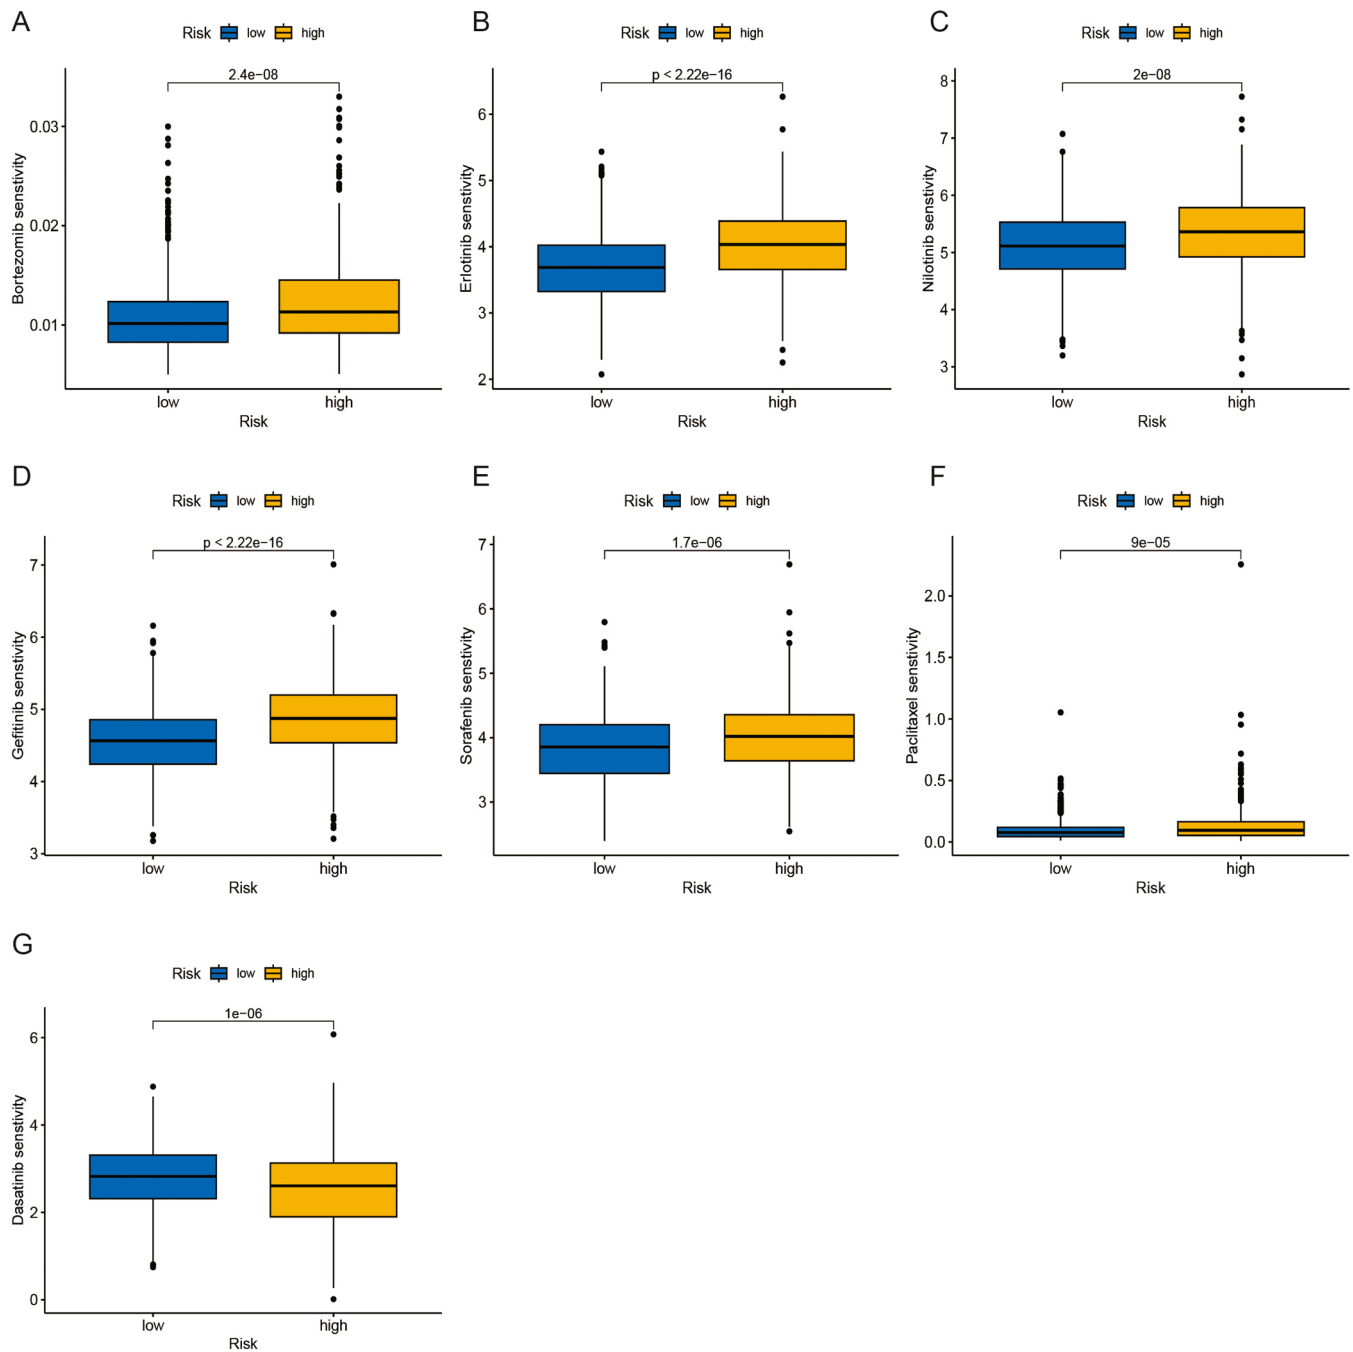 A
Risk low high
2.4e−08
Bortezomib senstivity
0.03
0.02
0.01
low high
Risk
B
Risk low high
p < 2.22e−16
Erlotinib senstivity
6
5
4
3
2
low high
Risk
C
Risk low high
2e−08
Nilotinib senstivity
8
7
6
5
4
3
low high
Risk
D
Risk low high
p < 2.22e−16
Gefitinib senstivity
7
6
5
4
3
low high
Risk
E
Risk low high
1.7e−06
Sorafenib senstivity
7
6
5
4
3
low high
Risk
F
Risk low high
9e−05
Paclitaxel senstivity
2.0
1.5
1.0
0.5
0.0
low high
Risk
G
Risk low high
1e−06
Dasatinib senstivity
6
4
2
0
low high
Risk